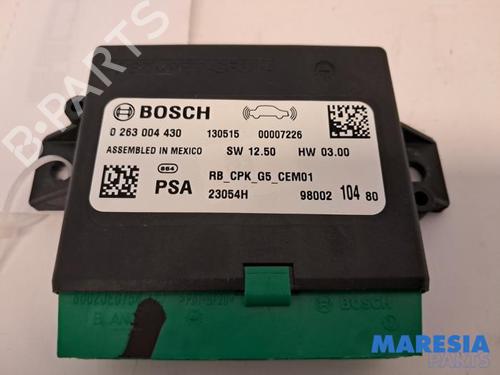 BOSCH
0 263 004 430 130515 00007226
ASSEMBLED IN MEXICO SW 12.50 HW 03.00
864 RB_CPK_G5_CEM01
PSA 23054H 98002 104 80
B-PARTS
MARESIA
PARTS